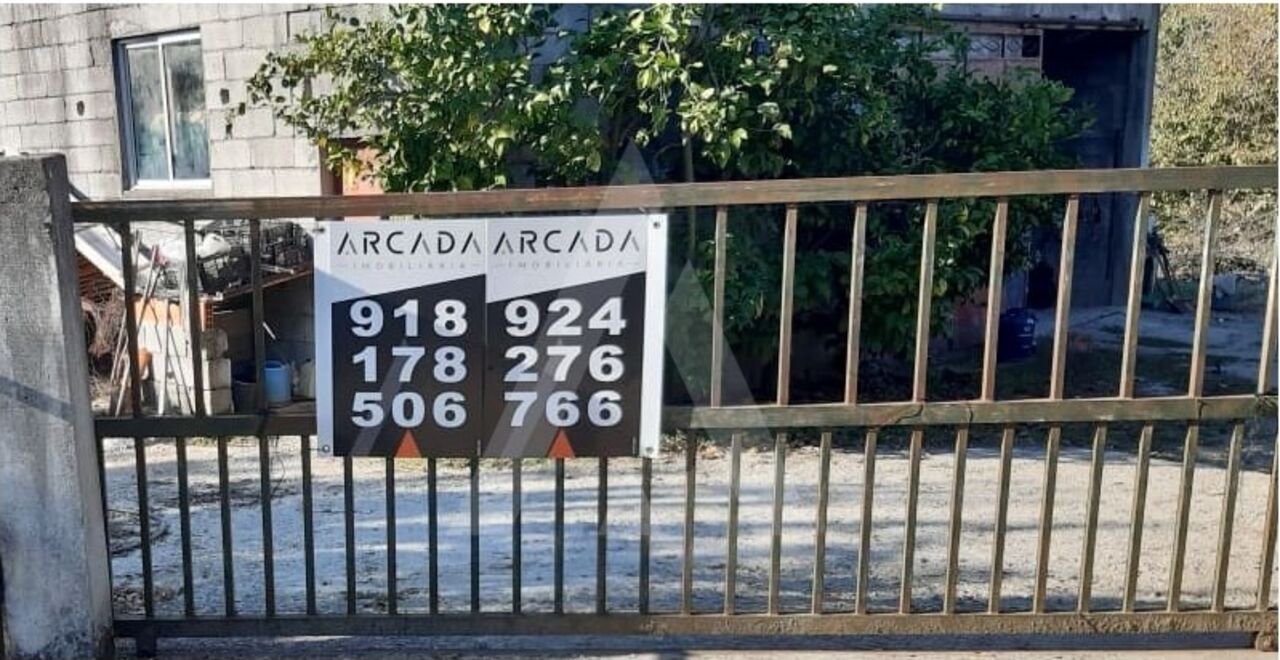 ARCADA
IMOBILIÁRIA
918
178
506
ARCADA
IMOBILIÁRIA
924
276
766